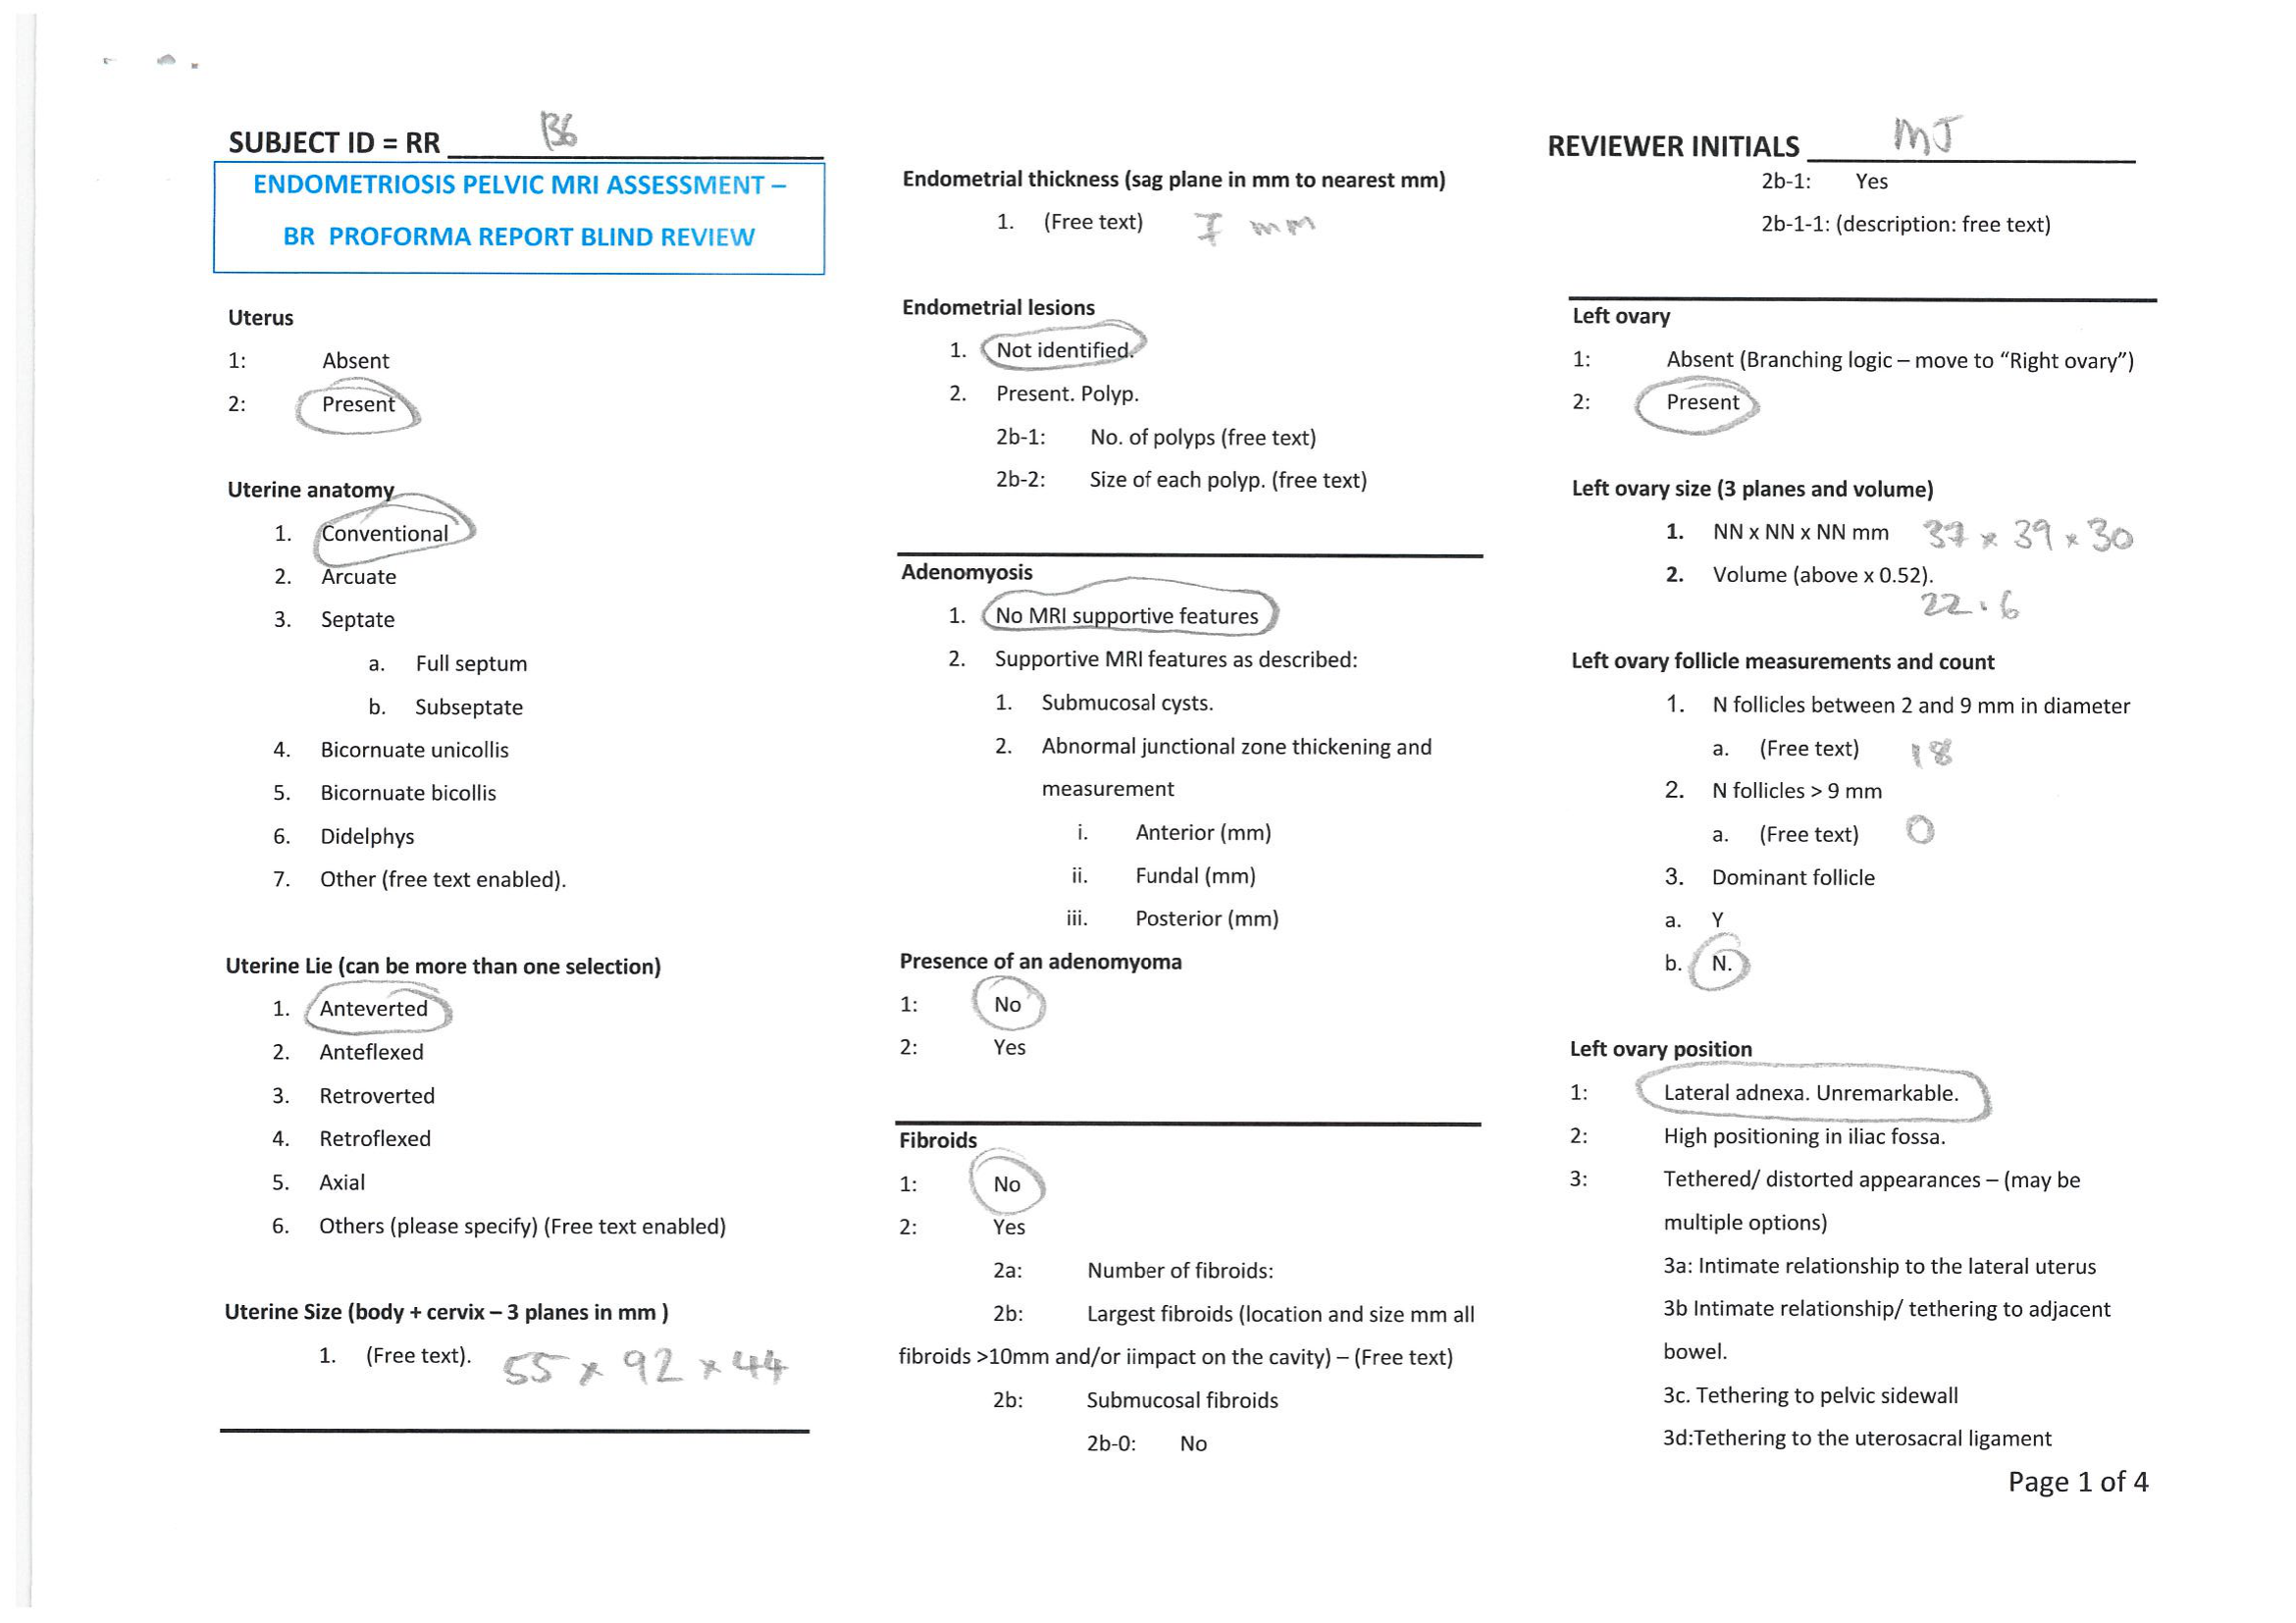 SUBJECT ID = RR B6
ENDOMETRIOSIS PELVIC MRI ASSESSMENT –
BR PROFORMA REPORT BLIND REVIEW
Uterus
1: Absent
2: Present
Uterine anatomy
1. Conventional
2. Arcuate
3. Septate
a. Full septum
b. Subseptate
4. Bicornuate unicollis
5. Bicornuate bicollis
6. Didelphys
7. Other (free text enabled).
Uterine Lie (can be more than one selection)
1. Anteverted
2. Anteflexed
3. Retroverted
4. Retroflexed
5. Axial
6. Others (please specify) (Free text enabled)
Uterine Size (body + cervix – 3 planes in mm )
1. (Free text). 55 x 92 x 44
Endometrial thickness (sag plane in mm to nearest mm)
1. (Free text) 7 mm
Endometrial lesions
1. Not identified.
2. Present. Polyp.
2b-1: No. of polyps (free text)
2b-2: Size of each polyp. (free text)
Adenomyosis
1. No MRI supportive features
2. Supportive MRI features as described:
1. Submucosal cysts.
2. Abnormal junctional zone thickening and
measurement
i. Anterior (mm)
ii. Fundal (mm)
iii. Posterior (mm)
Presence of an adenomyoma
1: No
2: Yes
Fibroids
1: No
2: Yes
2a: Number of fibroids:
2b: Largest fibroids (location and size mm all
fibroids >10mm and/or iimpact on the cavity) – (Free text)
2b: Submucosal fibroids
2b-0: No
REVIEWER INITIALS MJ
2b-1: Yes
2b-1-1: (description: free text)
Left ovary
1: Absent (Branching logic – move to “Right ovary”)
2: Present
Left ovary size (3 planes and volume)
1. NN x NN x NN mm 37 x 39 x 30
2. Volume (above x 0.52).
22.6
Left ovary follicle measurements and count
1. N follicles between 2 and 9 mm in diameter
a. (Free text) 18
2. N follicles > 9 mm
a. (Free text) 0
3. Dominant follicle
a. Y
b. N.
Left ovary position
1: Lateral adnexa. Unremarkable.
2: High positioning in iliac fossa.
3: Tethered/ distorted appearances – (may be
multiple options)
3a: Intimate relationship to the lateral uterus
3b Intimate relationship/ tethering to adjacent
bowel.
3c. Tethering to pelvic sidewall
3d:Tethering to the uterosacral ligament
Page 1 of 4